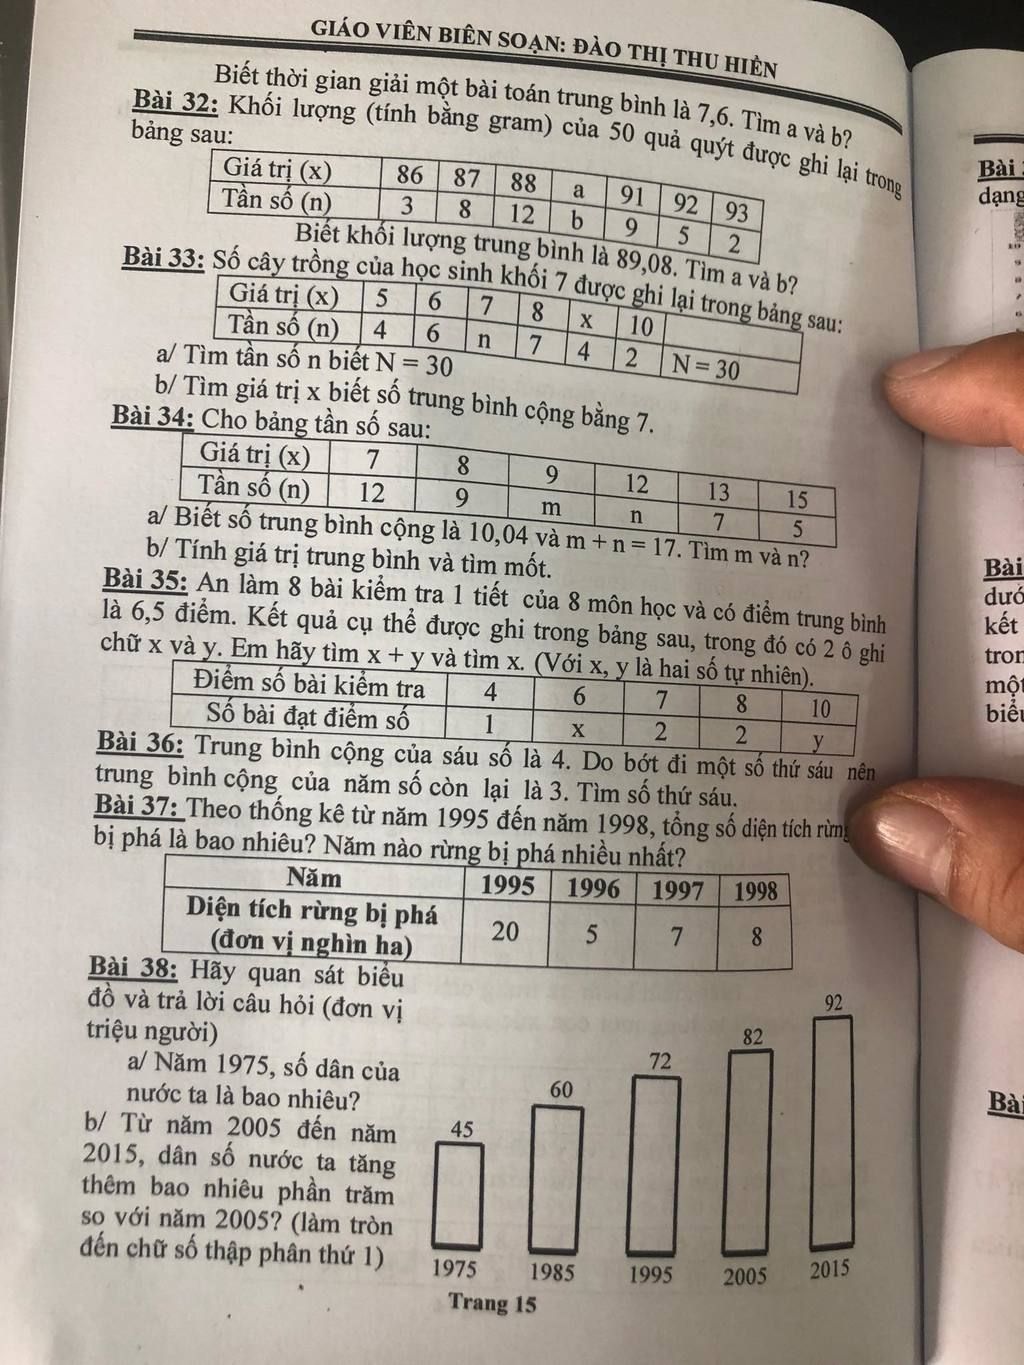 GIÁO VIÊN BIÊN SOẠN: ĐÀO THỊ THU HIỀN
Biết thời gian giải một bài toán trung bình là 7,6. Tìm a và b?
Bài 32: Khối lượng (tính bằng gram) của 50 quả quýt được ghi lại trong
bảng sau:
Giá trị (x) 86 87 88 a 91 92 93
Tần số (n) 3 8 12 b 9 5 2
Biết khối lượng trung bình là 89,08. Tìm a và b?
Bài 33: Số cây trồng của học sinh khối 7 được ghi lại trong bảng sau:
Giá trị (x) 5 6 7 8 x 10
Tần số (n) 4 6 n 7 4 2 N = 30
a/ Tìm tần số n biết N = 30
b/ Tìm giá trị x biết số trung bình cộng bằng 7.
Bài 34: Cho bảng tần số sau:
Giá trị (x) 7 8 9 12 13 15
Tần số (n) 12 9 m n 7 5
a/ Biết số trung bình cộng là 10,04 và m + n = 17. Tìm m và n?
b/ Tính giá trị trung bình và tìm mốt.
Bài 35: An làm 8 bài kiểm tra 1 tiết của 8 môn học và có điểm trung bình
là 6,5 điểm. Kết quả cụ thể được ghi trong bảng sau, trong đó có 2 ô ghi
chữ x và y. Em hãy tìm x + y và tìm x. (Với x, y là hai số tự nhiên).
Điểm số bài kiểm tra 4 6 7 8 10
Số bài đạt điểm số 1 x 2 2 y
Bài 36: Trung bình cộng của sáu số là 4. Do bớt đi một số thứ sáu nên
trung bình cộng của năm số còn lại là 3. Tìm số thứ sáu.
Bài 37: Theo thống kê từ năm 1995 đến năm 1998, tổng số diện tích rừng
bị phá là bao nhiêu? Năm nào rừng bị phá nhiều nhất?
Năm 1995 1996 1997 1998
Diện tích rừng bị phá
(đơn vị nghìn ha) 20 5 7 8
Bài 38: Hãy quan sát biểu
đồ và trả lời câu hỏi (đơn vị
triệu người)
a/ Năm 1975, số dân của
nước ta là bao nhiêu?
b/ Từ năm 2005 đến năm
2015, dân số nước ta tăng
thêm bao nhiêu phần trăm
so với năm 2005? (làm tròn
đến chữ số thập phân thứ 1)
45 60 72 82 92
1975 1985 1995 2005 2015
Trang 15
Bài
dạng
Bài
dướ
kết
tron
một
biểu
Bài